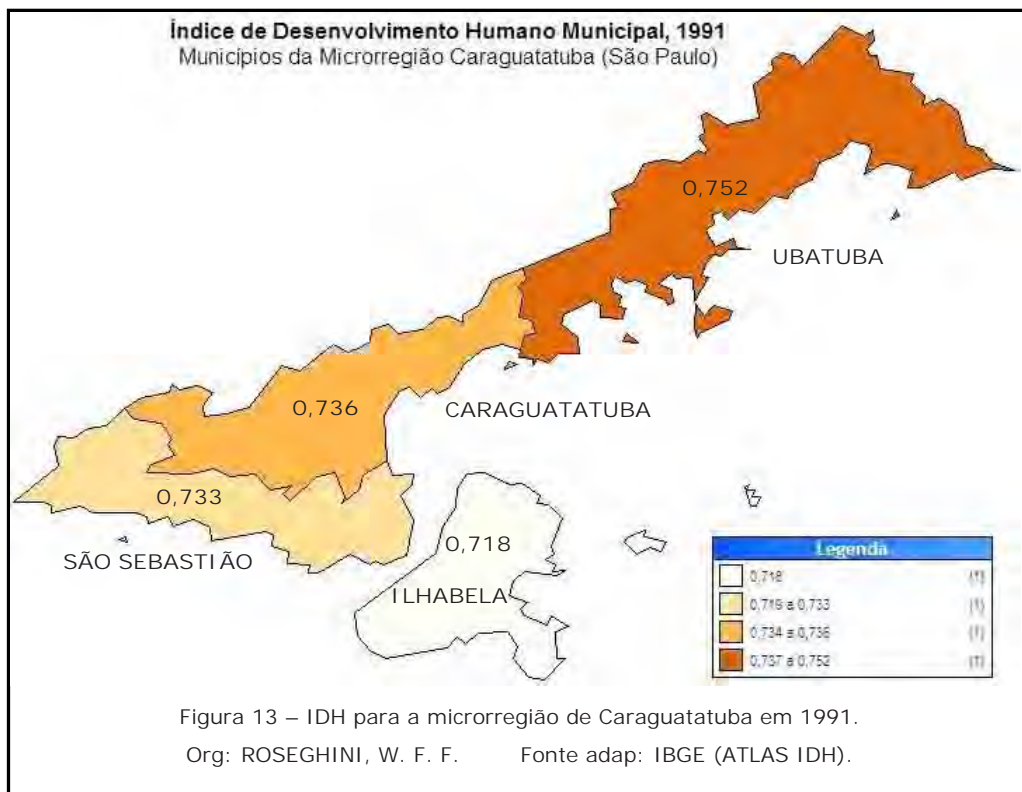 Índice de Desenvolvimento Humano Municipal, 1991
Municípios da Microrregião Caraguatatuba (São Paulo)
0,752
UBATUBA
0,736
CARAGUATATUBA
0,733
SÃO SEBASTIÃO
0,718
ILHABELA
Legenda
0,718 (1)
0,719 a 0,733 (1)
0,734 a 0,736 (1)
0,737 a 0,752 (1)
Figura 13 – IDH para a microrregião de Caraguatatuba em 1991.
Org: ROSEGHINI, W. F. F. Fonte adap: IBGE (ATLAS IDH).